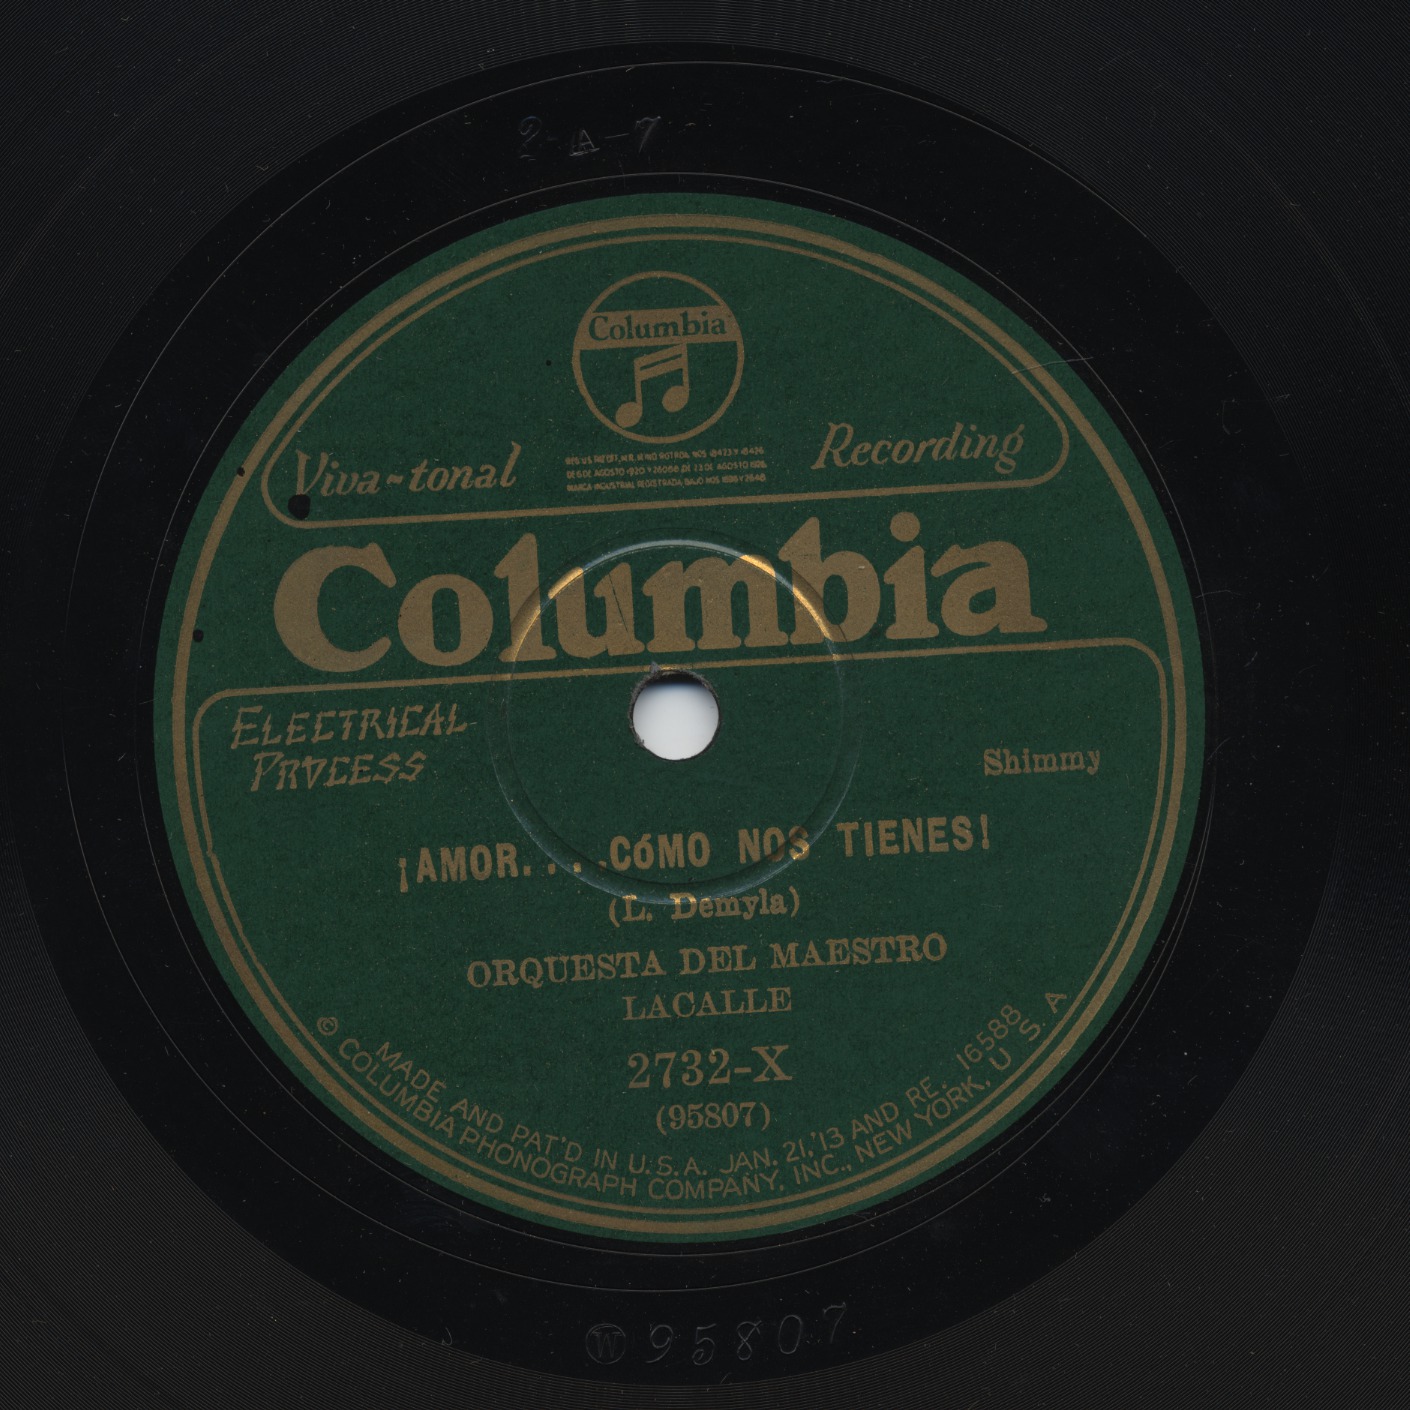 2-A-7
Columbia
Viva-tonal
Recording
Columbia
ELECTRICAL
PROCESS
Shimmy
¡AMOR. . . .CóMO NOS TIENES!
(L. Demyla)
ORQUESTA DEL MAESTRO
LACALLE
2732-X
(95807)
MADE AND PAT'D IN U.S.A. JAN. 21,'13 AND RE. 16588
© COLUMBIA PHONOGRAPH COMPANY, INC., NEW YORK, U S. A
W 95807